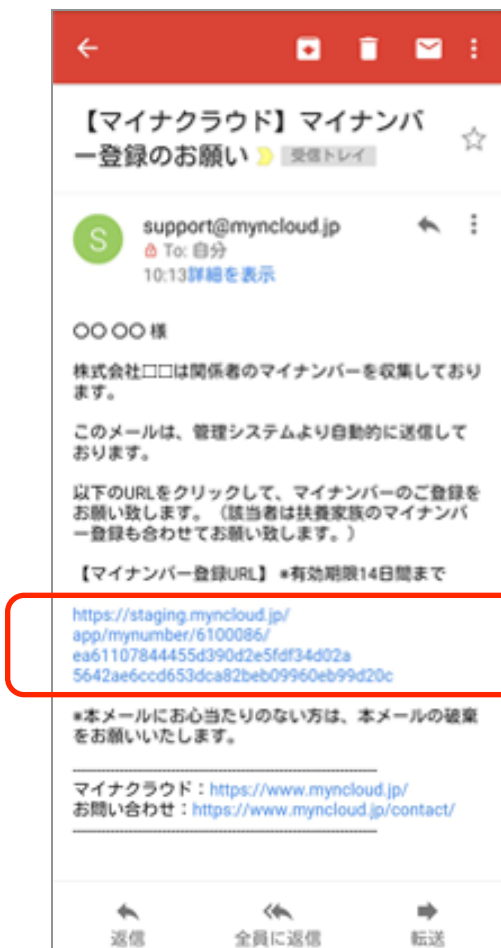 【マイナクラウド】マイナンバ
ー登録のお願い 受信トレイ
S
support@myncloud.jp
To: 自分
10:13詳細を表示
○○ ○○ 様
株式会社□□は関係者のマイナンバーを収集しており
ます。
このメールは、管理システムより自動的に送信して
おります。
以下のURLをクリックして、マイナンバーのご登録を
お願い致します。（該当者は扶養家族のマイナンバ
ー登録も合わせてお願い致します。）
【マイナンバー登録URL】 *有効期限14日間まで
https://staging.myncloud.jp/
app/mynumber/6100086/
ea61107844455d390d2e5fdf34d02a
5642ae6ccd653dca82beb09960eb99d20c
*本メールにお心当たりのない方は、本メールの破棄
をお願いいたします。
マイナクラウド：https://www.myncloud.jp/
お問い合わせ：https://www.myncloud.jp/contact/
返信 全員に返信 転送